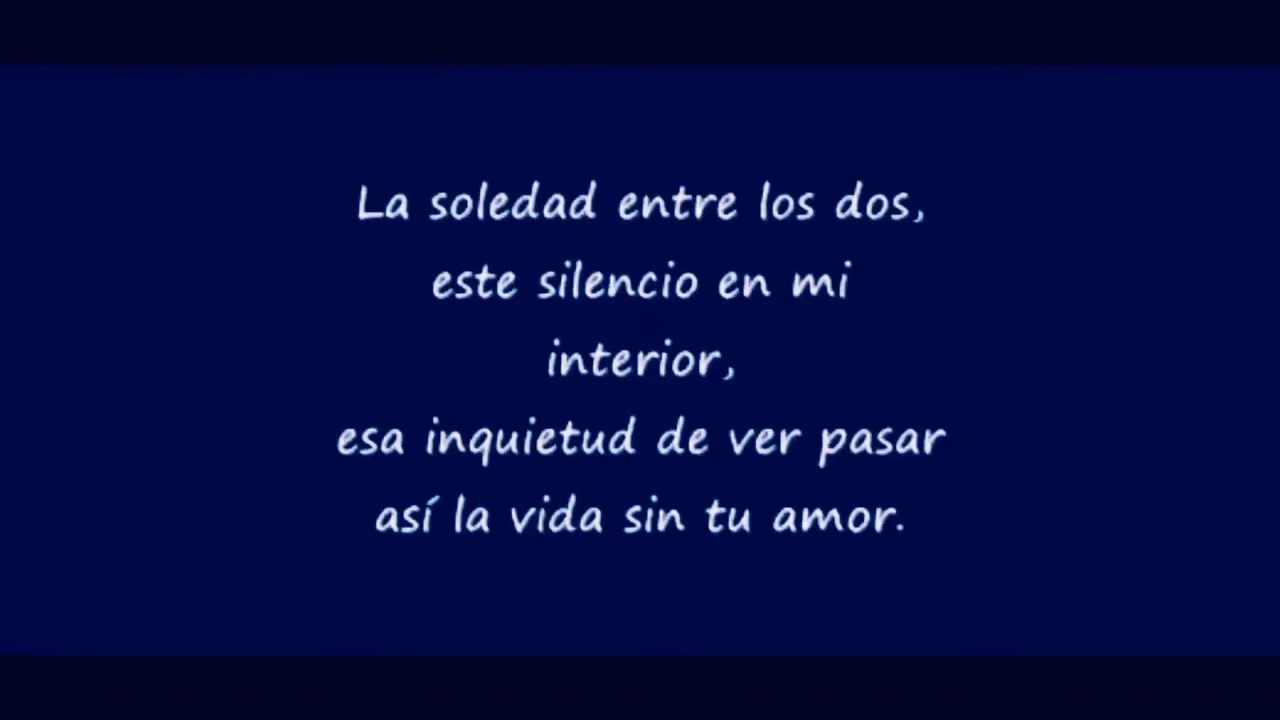 La soledad entre los dos,
este silencio en mi
interior,
esa inquietud de ver pasar
así la vida sin tu amor.